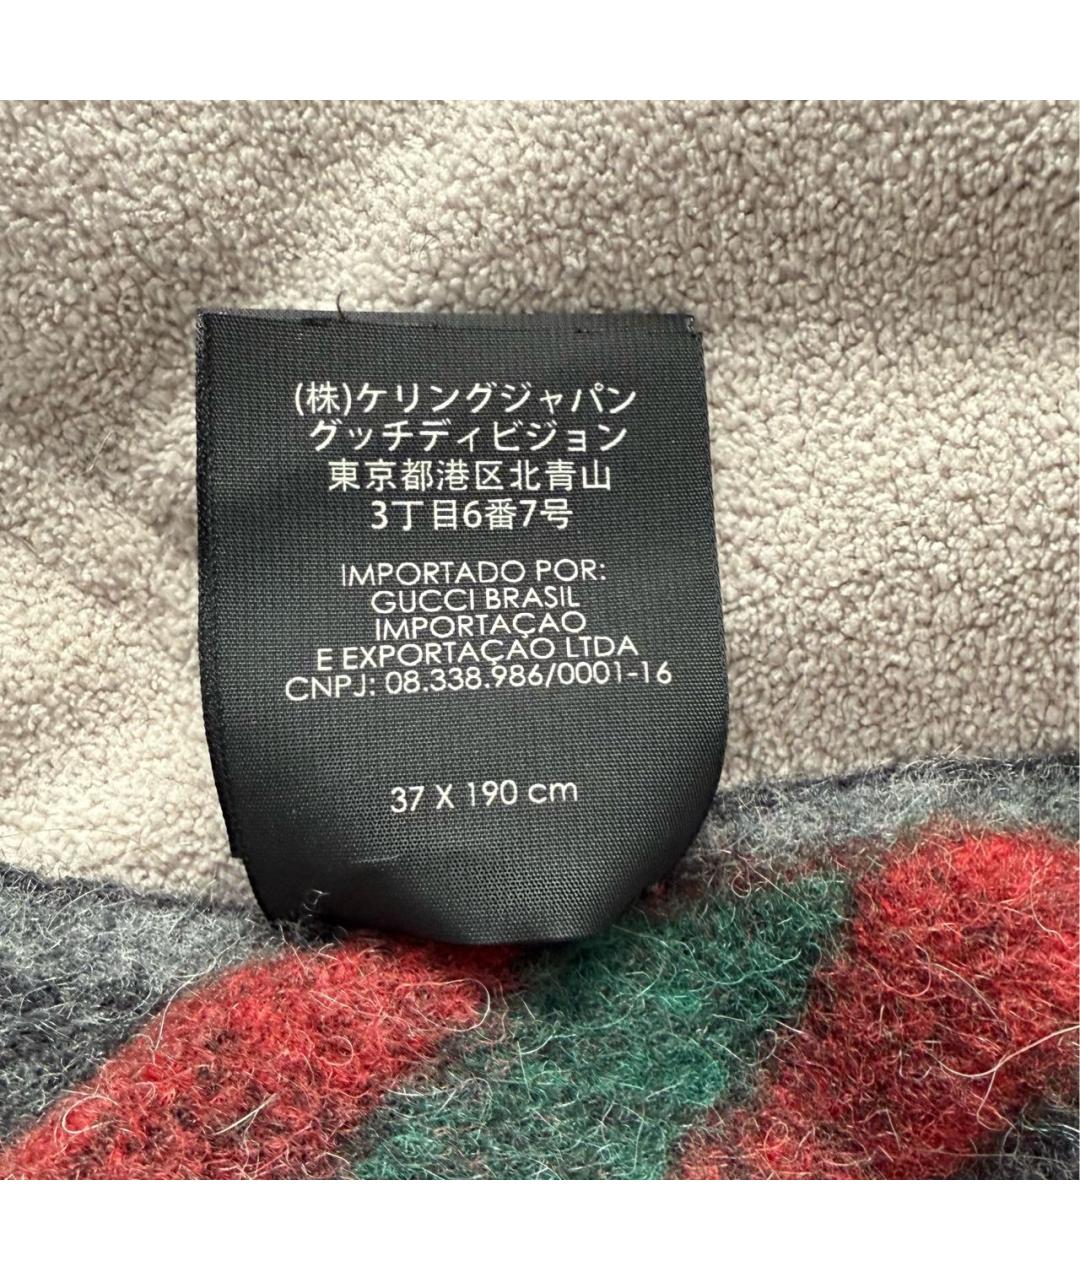 (株)ケリングジャパン
グッチディビジョン
東京都港区北青山
3丁目6番7号
IMPORTADO POR:
GUCCI BRASIL
IMPORTAÇAO
E EXPORTAÇAO LTDA
CNPJ: 08.338.986/0001-16
37 X 190 cm